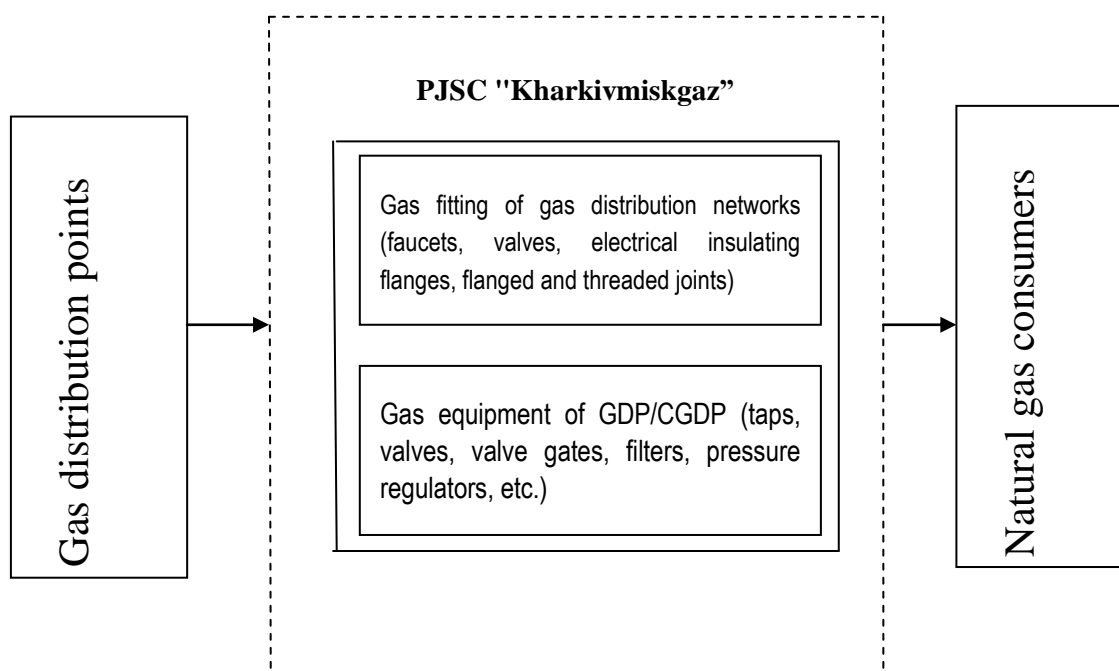 PJSC "Kharkivmiskgaz”
Gas distribution points
Gas fitting of gas distribution networks
(faucets, valves, electrical insulating
flanges, flanged and threaded joints)
Gas equipment of GDP/CGDP (taps,
valves, valve gates, filters, pressure
regulators, etc.)
Natural gas consumers